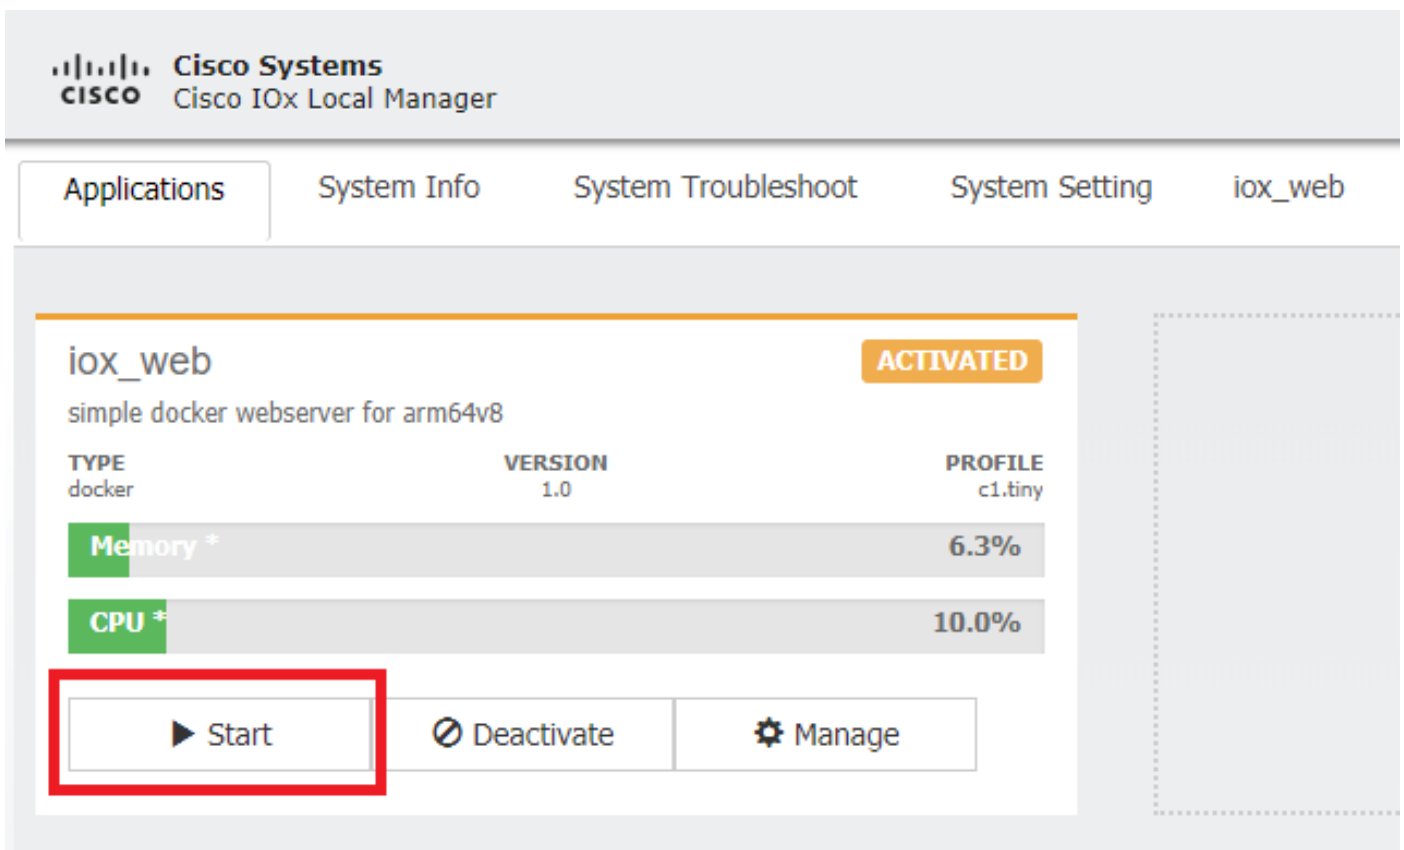 Cisco Systems
CISCO Cisco IOx Local Manager
Applications System Info System Troubleshoot System Setting iox_web
iox_web ACTIVATED
simple docker webserver for arm64v8
TYPE VERSION PROFILE
docker 1.0 c1.tiny
Memory * 6.3%
CPU * 10.0%
Start Deactivate Manage